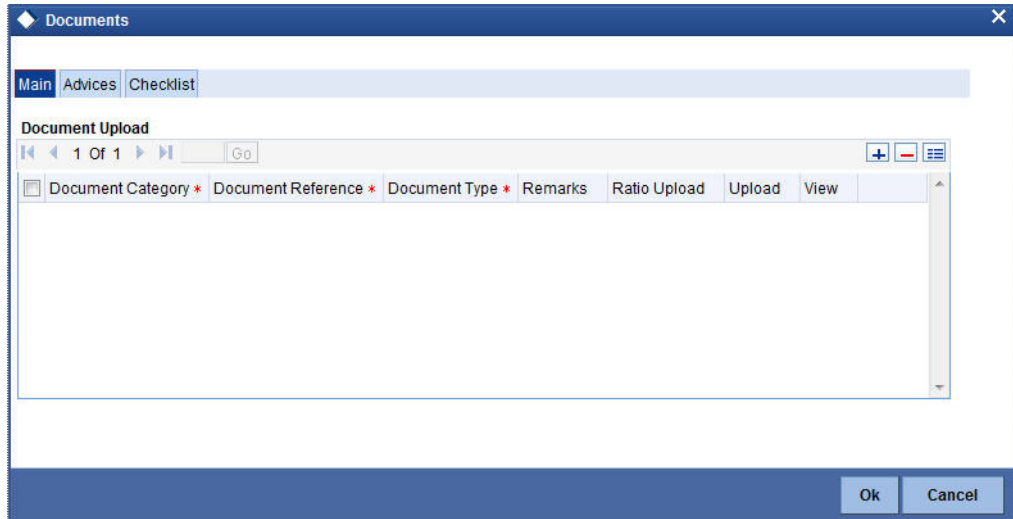 Documents
Main Advices Checklist
Document Upload
1 Of 1 Go
Document Category * Document Reference * Document Type * Remarks Ratio Upload Upload View
Ok Cancel